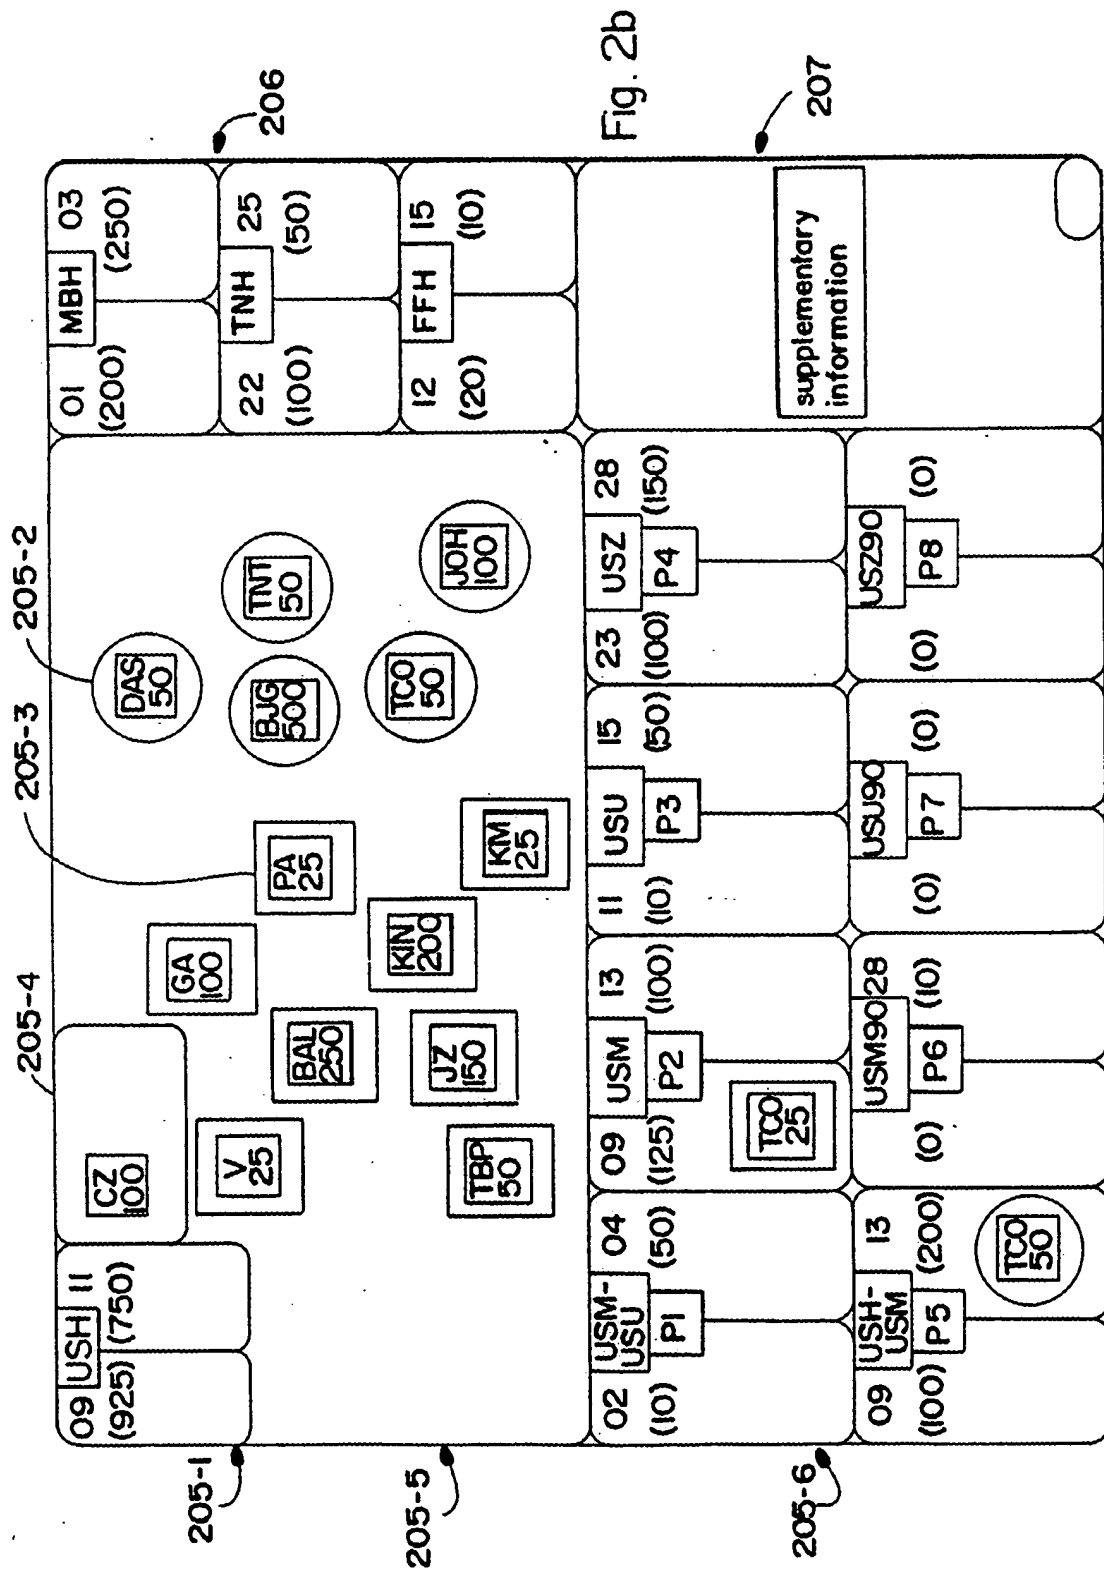 205-4
205-3
205-2
206
09
USH
11
(925)
(750)
CZ
100
V
25
GA
100
BAL
250
PA
25
JZ
150
KIN
200
TBP
50
KM
25
DAS
50
BJG
500
TNT
50
TCO
50
JOH
100
01
MBH
03
(200)
(250)
22
TNH
25
(100)
(50)
12
FFH
15
(20)
(10)
205-1
205-5
205-6
02
USM-
USU
04
(10)
P1
(50)
09
USM
13
(125)
P2
(100)
TCO
25
11
USU
15
(10)
P3
(50)
23
USZ
28
(100)
P4
(150)
09
USH-
USM
13
(100)
P5
(200)
TCO
50
USM90
28
(0)
P6
(10)
USU90
(0)
P7
(0)
USZ90
(0)
P8
(0)
supplementary
information
207
Fig. 2b